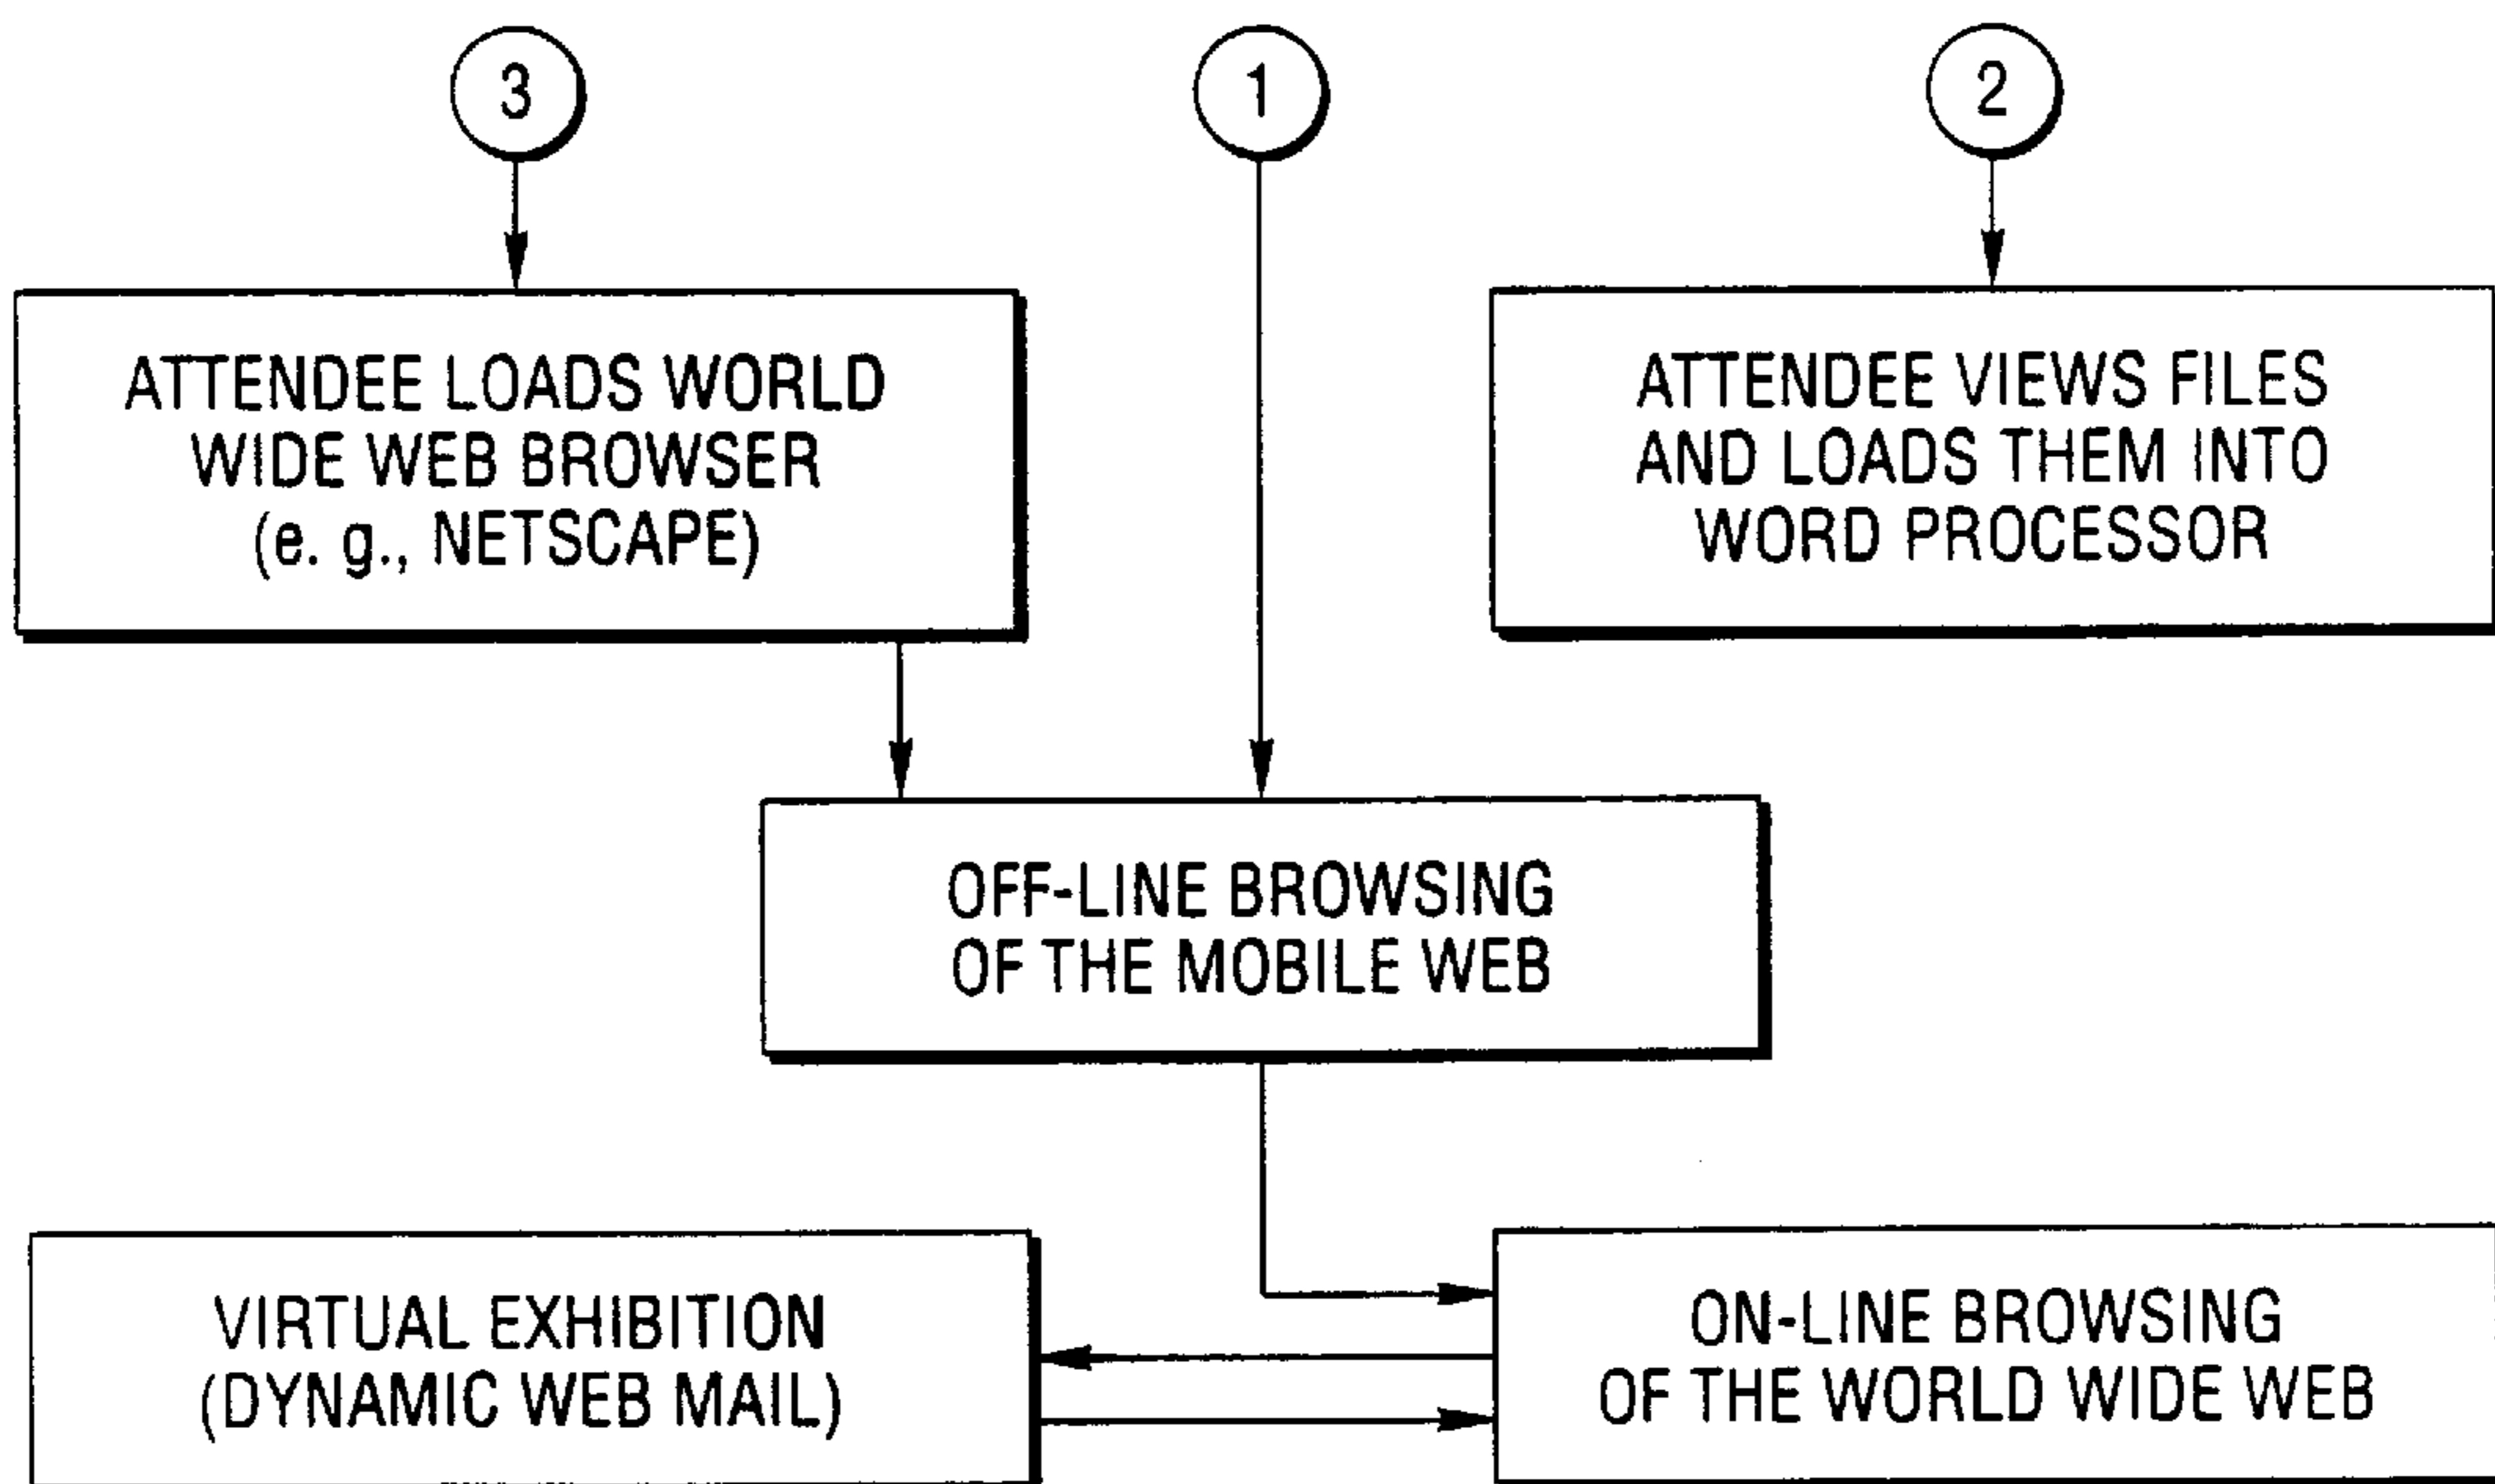 3
1
2
ATTENDEE LOADS WORLD
WIDE WEB BROWSER
(e. g., NETSCAPE)
ATTENDEE VIEWS FILES
AND LOADS THEM INTO
WORD PROCESSOR
OFF-LINE BROWSING
OF THE MOBILE WEB
VIRTUAL EXHIBITION
(DYNAMIC WEB MAIL)
ON-LINE BROWSING
OF THE WORLD WIDE WEB